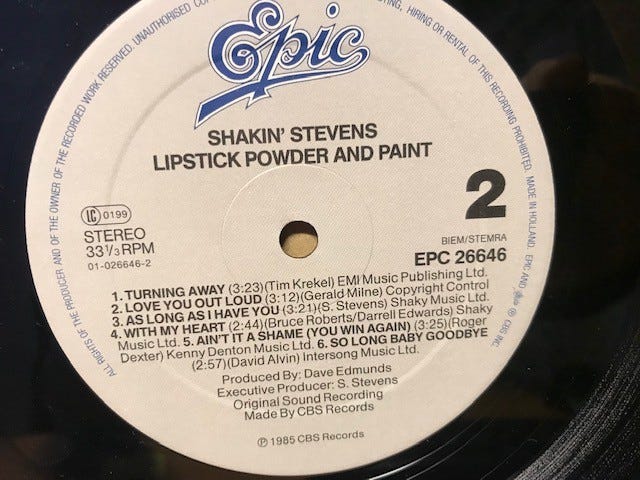 ALL RIGHTS OF THE PRODUCER AND OF THE OWNER OF THE RECORDED WORK RESERVED. UNAUTHORISED
HIRING OR RENTAL OF THIS RECORDING PROHIBITED. MADE IN HOLLAND. EPIC AND ARE CBS INC.
Epic
SHAKIN' STEVENS
LIPSTICK POWDER AND PAINT
2
LC 0199
STEREO
33 1/3 RPM
01-026646-2
BIEM/STEMRA
EPC 26646
1. TURNING AWAY (3:23)(Tim Krekel) EMI Music Publishing Ltd.
2. LOVE YOU OUT LOUD (3:12)(Gerald Milne) Copyright Control
3. AS LONG AS I HAVE YOU (3:21)(S. Stevens) Shaky Music Ltd.
4. WITH MY HEART (2:44)(Bruce Roberts/Darrell Edwards) Shaky
Music Ltd. 5. AIN'T IT A SHAME (YOU WIN AGAIN) (3:25)(Roger
Dexter) Kenny Denton Music Ltd. 6. SO LONG BABY GOODBYE
(2:57)(David Alvin) Intersong Music Ltd.
Produced By: Dave Edmunds
Executive Producer: S. Stevens
Original Sound Recording
Made By CBS Records
℗ 1985 CBS Records